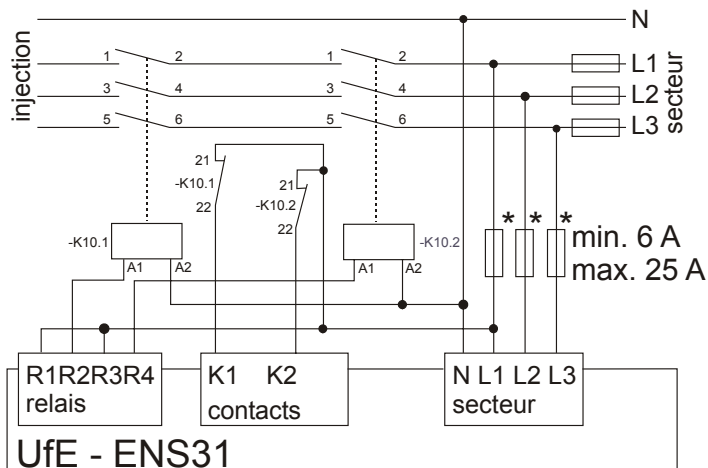 N
injection
1 2 1 2 L1
3 4 3 4 L2
5 6 5 6 L3
secteur
21
-K10.1
22
21
-K10.2
22
* * *
min. 6 A
max. 25 A
-K10.1
A1 A2
-K10.2
A1 A2
R1R2R3R4
relais
K1 K2
contacts
N L1 L2 L3
secteur
UfE - ENS31